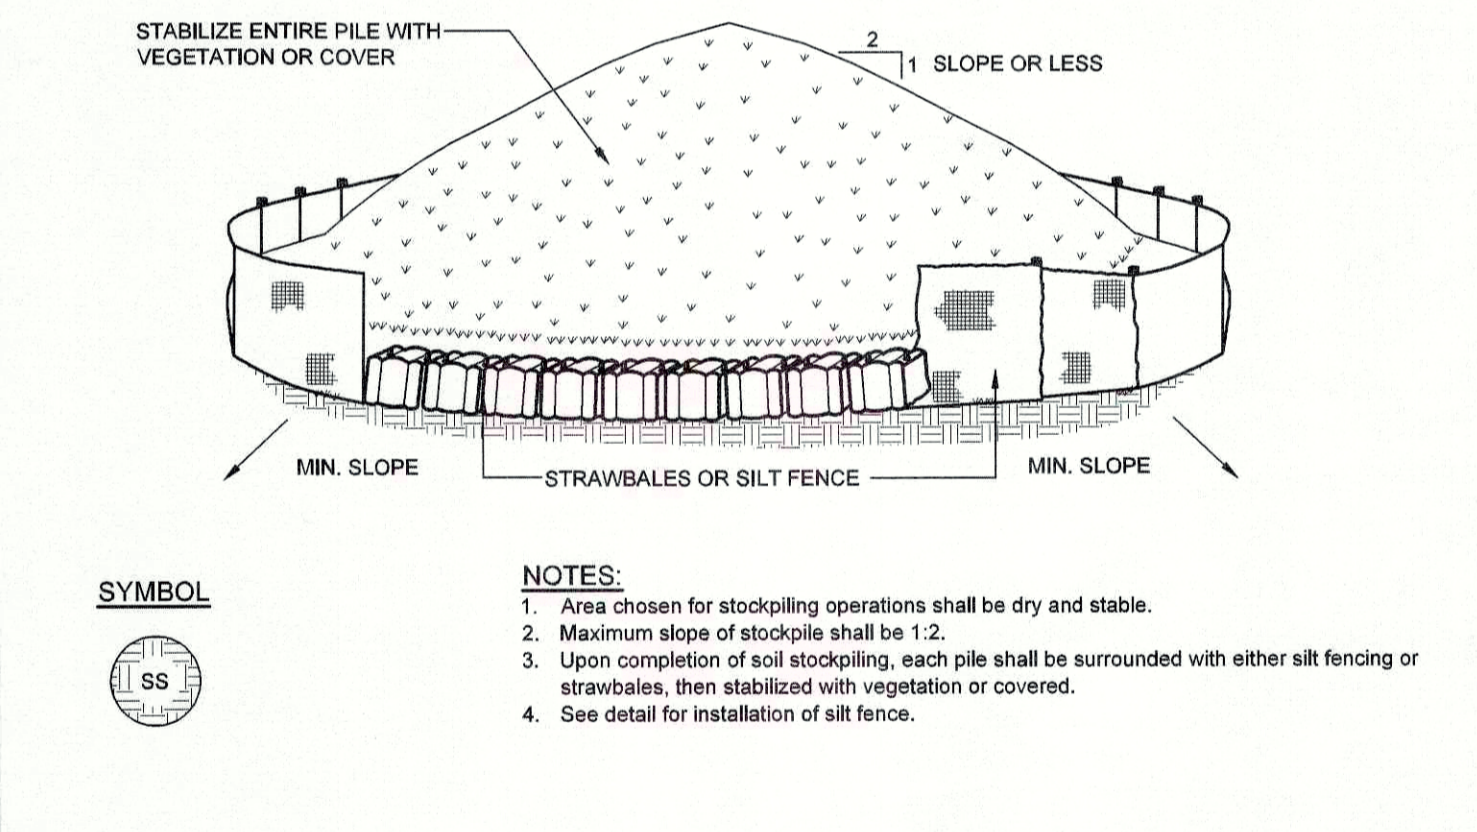 STABILIZE ENTIRE PILE WITH
VEGETATION OR COVER
2
1 SLOPE OR LESS
MIN. SLOPE
STRAWBALES OR SILT FENCE
MIN. SLOPE
SYMBOL
SS
NOTES:
1. Area chosen for stockpiling operations shall be dry and stable.
2. Maximum slope of stockpile shall be 1:2.
3. Upon completion of soil stockpiling, each pile shall be surrounded with either silt fencing or
strawbales, then stabilized with vegetation or covered.
4. See detail for installation of silt fence.